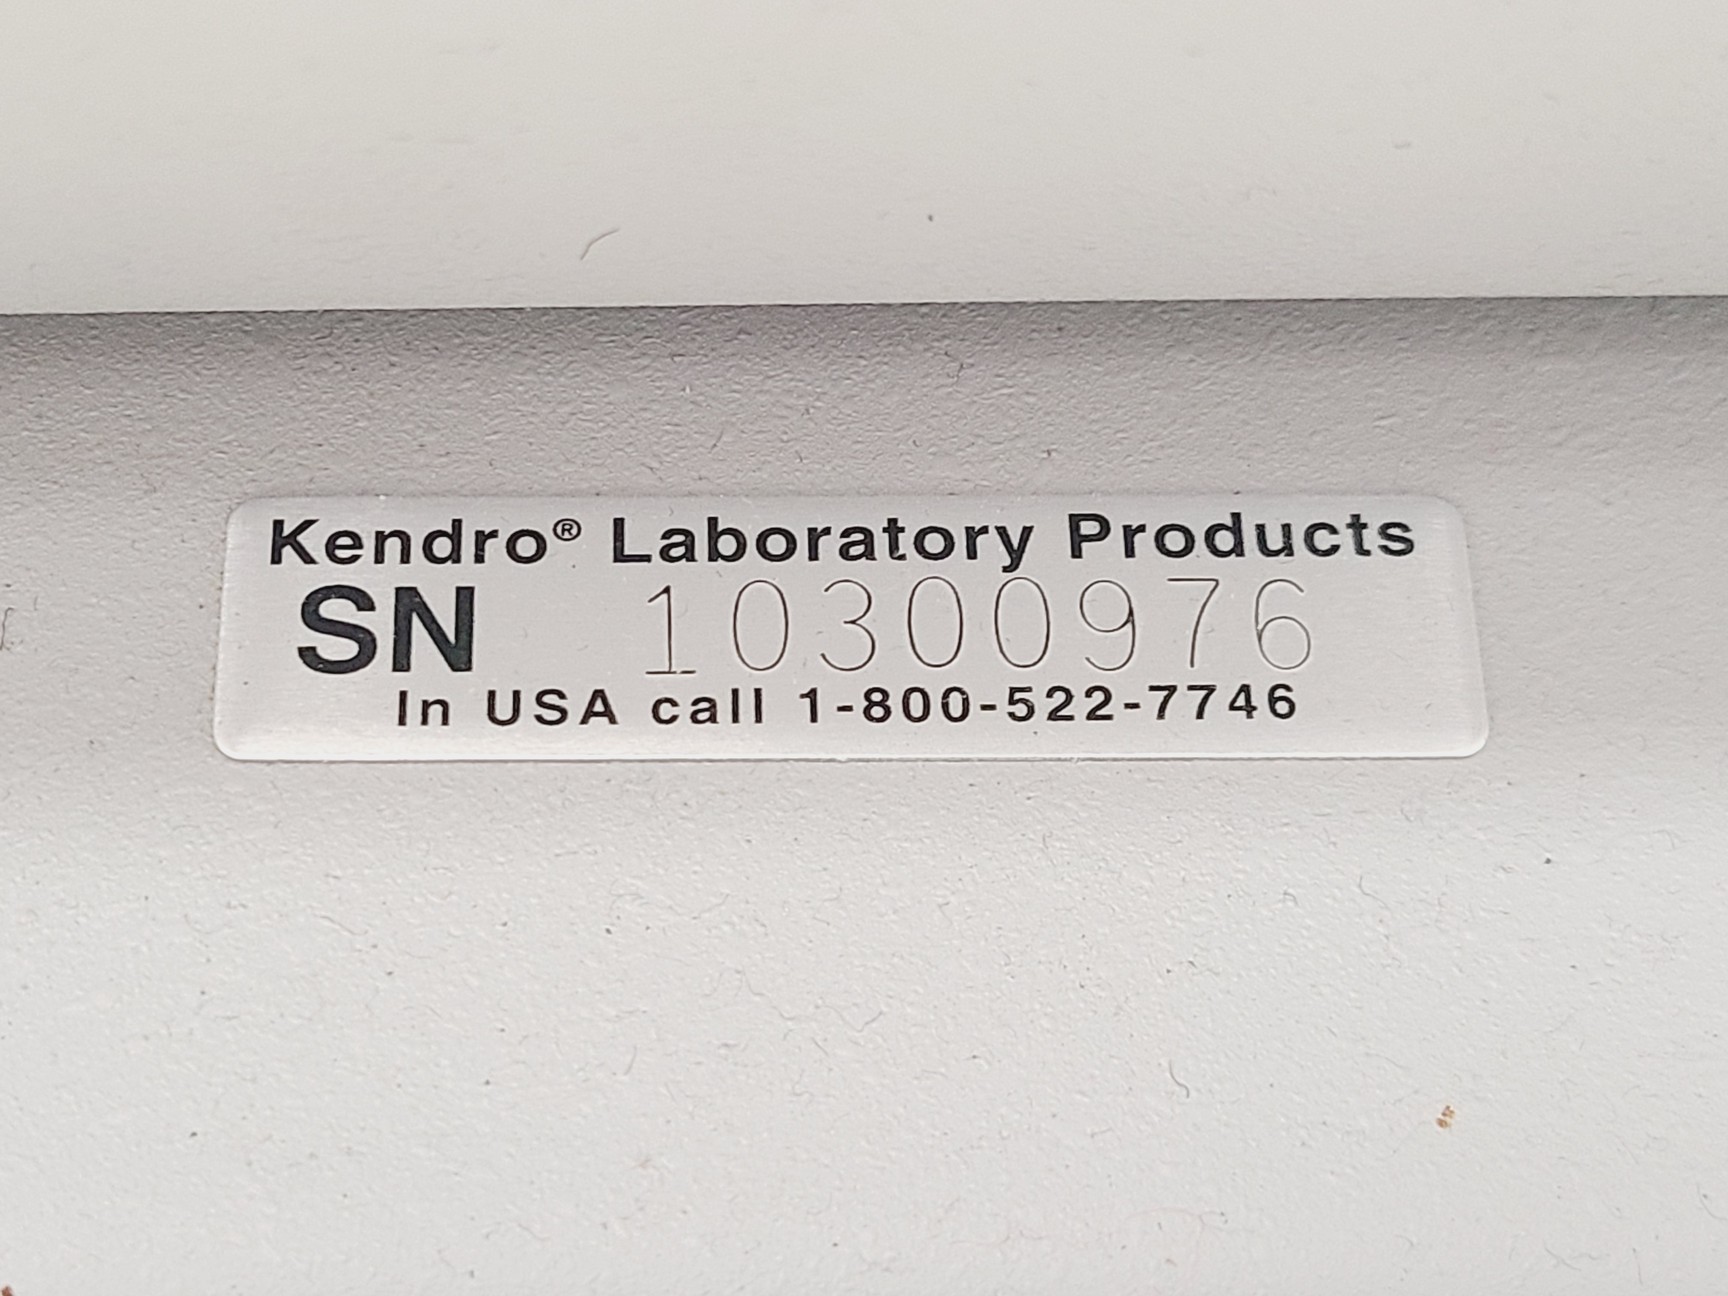 Kendro® Laboratory Products
SN 10300976
In USA call 1-800-522-7746